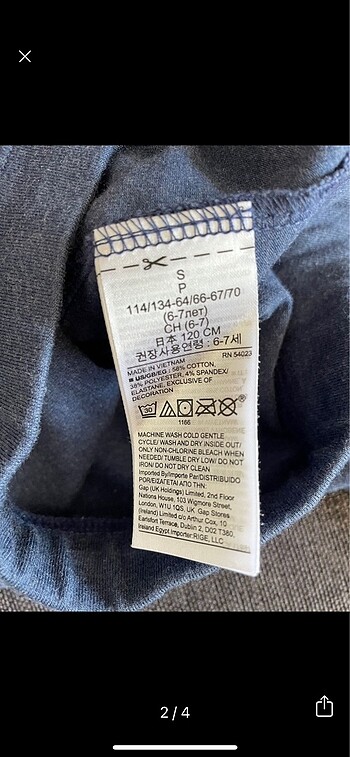 S
P
114/134-64/66-67/70
(6-7лет)
CH (6-7)
日本 120 CM
권장사용연령 : 6-7세
RN 54023
MADE IN VIETNAM
US/GB/EG : 58% COTTON,
38% POLYESTER, 4% SPANDEX/
ELASTANE, EXCLUSIVE OF
DECORATION
30
1166
MACHINE WASH COLD GENTLE
CYCLE/ WASH AND DRY INSIDE OUT/
ONLY NON-CHLORINE BLEACH WHEN
NEEDED/ TUMBLE DRY LOW/ DO NOT
IRON/ DO NOT DRY CLEAN
Imported By/Importe Par/DISTRIBUIDO
POR/ΕΙΣΑΓΕΤΑΙ ΑΠΟ ΤΗΝ:
Gap (UK Holdings) Limited, 2nd Floor
Nations House, 103 Wigmore Street,
London, W1U 1QS, UK Gap Stores
(Ireland) Limited c/o Arthur Cox, 10
Earlsfort Terrace, Dublin 2, D02 T380,
Ireland Egypt Importer:RIGE, LLC
2 / 4